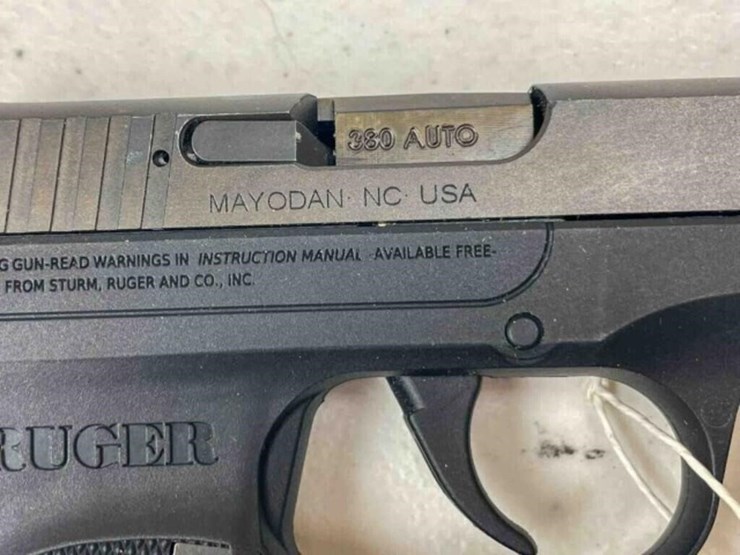 380 AUTO
MAYODAN· NC· USA
G GUN-READ WARNINGS IN INSTRUCTION MANUAL -AVAILABLE FREE-
FROM STURM, RUGER AND CO., INC.
RUGER